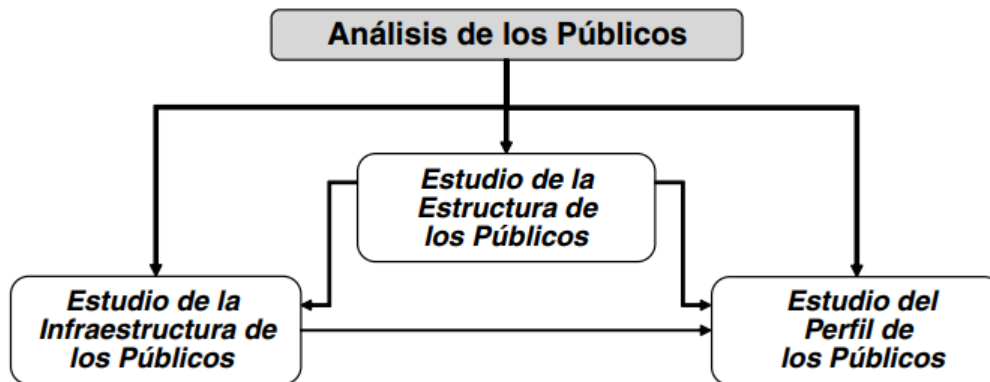 Análisis de los Públicos
Estudio de la
Estructura de
los Públicos
Estudio de la
Infraestructura de
los Públicos
Estudio del
Perfil de
los Públicos